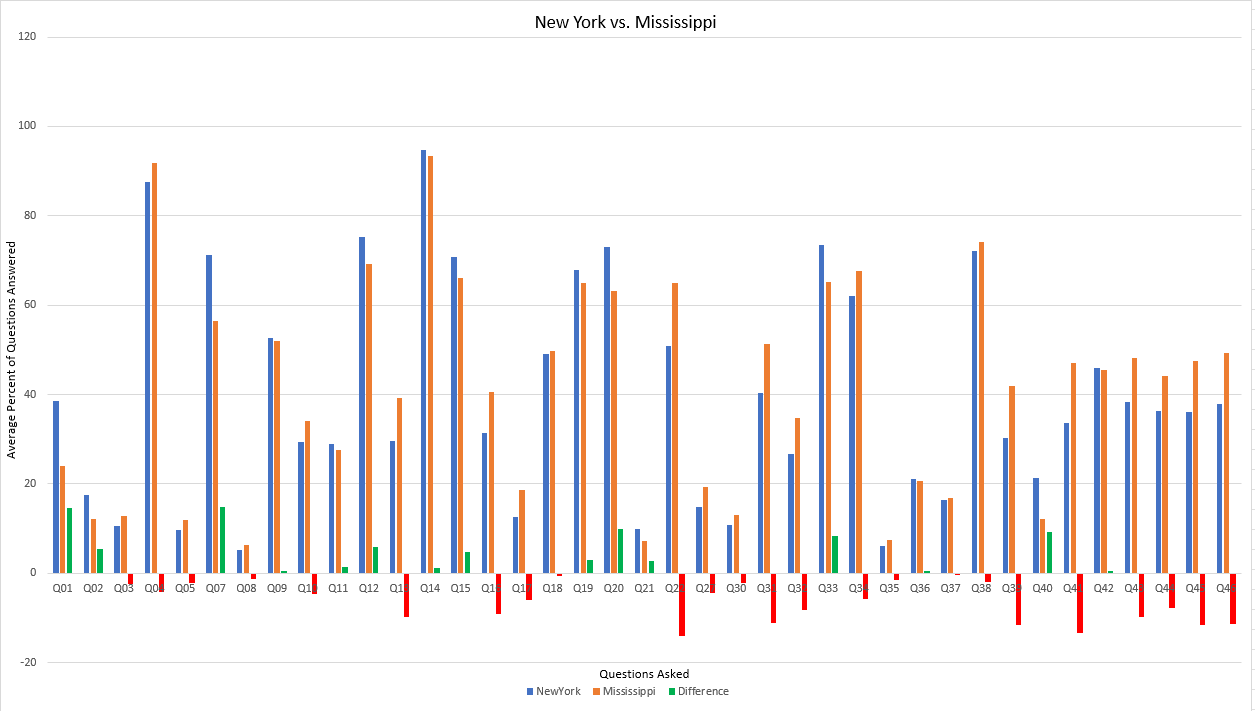 New York vs. Mississippi
120
100
80
60
40
20
0
-20
Average Percent of Questions Answered
Q01 Q02 Q03 Q05 Q07 Q08 Q09 Q11 Q12 Q14 Q15 Q18 Q19 Q20 Q21 Q30 Q33 Q35 Q36 Q37 Q38 Q40 Q42
Questions Asked
NewYork Mississippi Difference